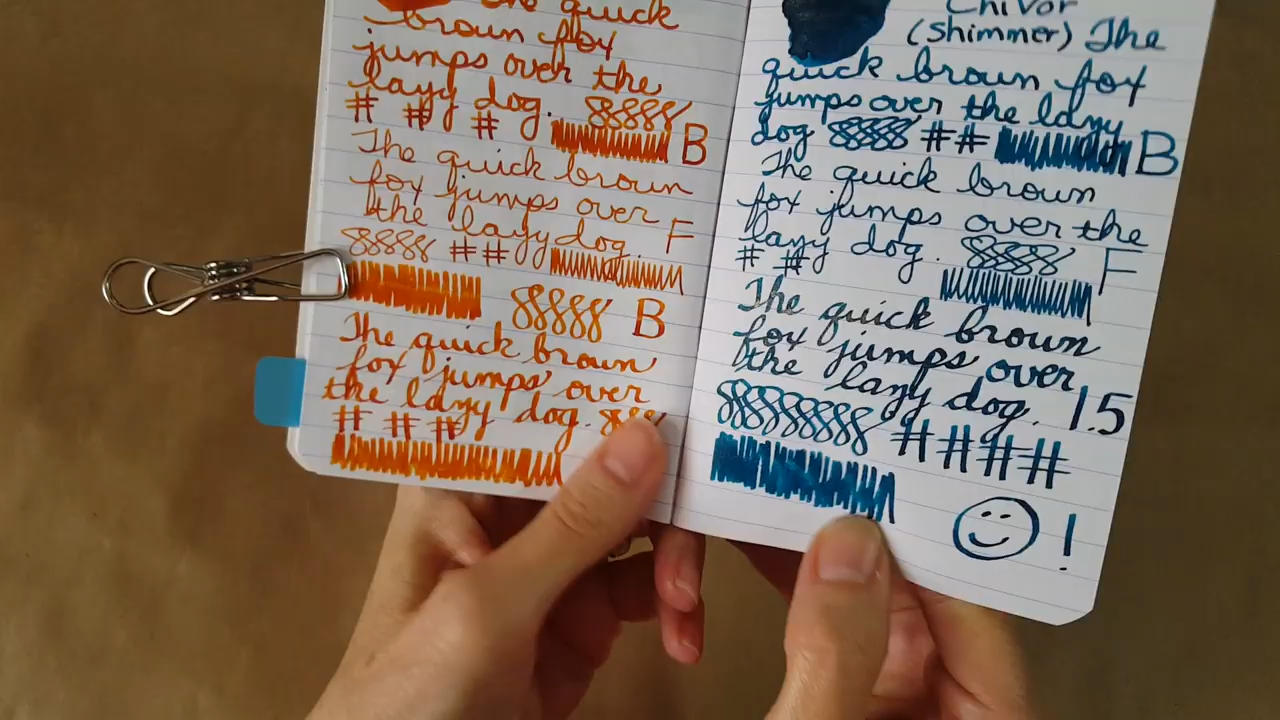 the quick
brown fox
jumps over the
lazy dog.
# # # B
The quick brown
fox jumps over
the lazy dog. F
##
B
The quick brown
fox jumps over
the lazy dog.
# # #
Chivor
(Shimmer) The
quick brown fox
jumps over the lazy
dog ## B
The quick brown
fox jumps over the
lazy dog. F
# #
The quick brown
fox jumps over
the lazy dog. 1.5
####
!